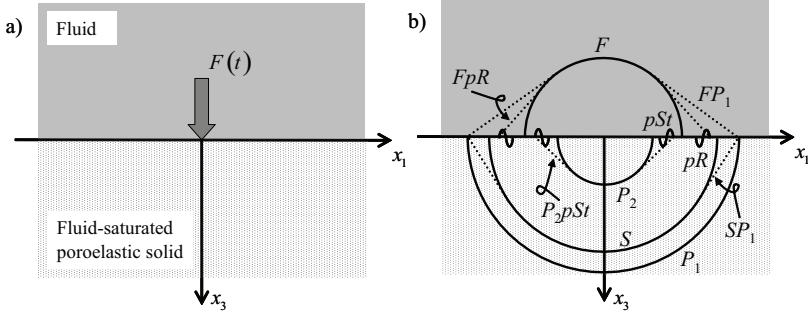 a)
Fluid
F(t)
x₁
Fluid-saturated
poroelastic solid
x₃
b)
F
FpR
FP₁
pSt
x₁
pR
P₂pSt
P₂
SP₁
S
P₁
x₃